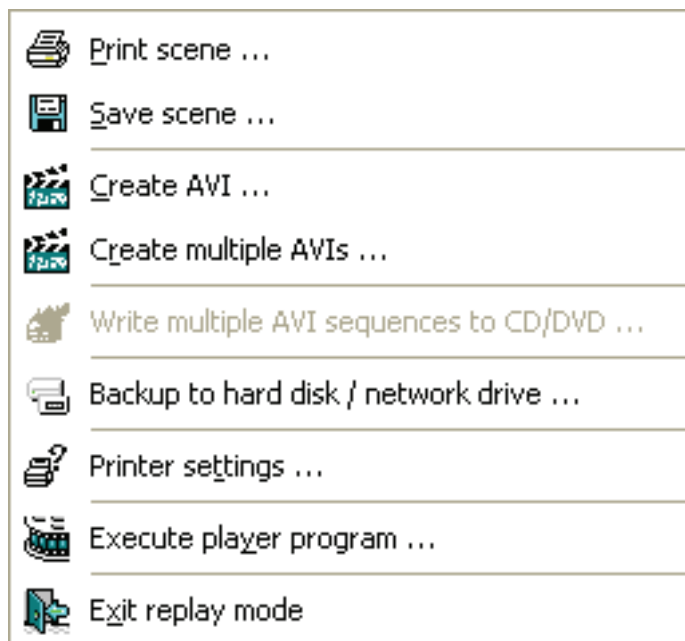 Print scene ...
Save scene ...
Create AVI ...
Create multiple AVIs ...
Write multiple AVI sequences to CD/DVD ...
Backup to hard disk / network drive ...
Printer settings ...
Execute player program ...
Exit replay mode